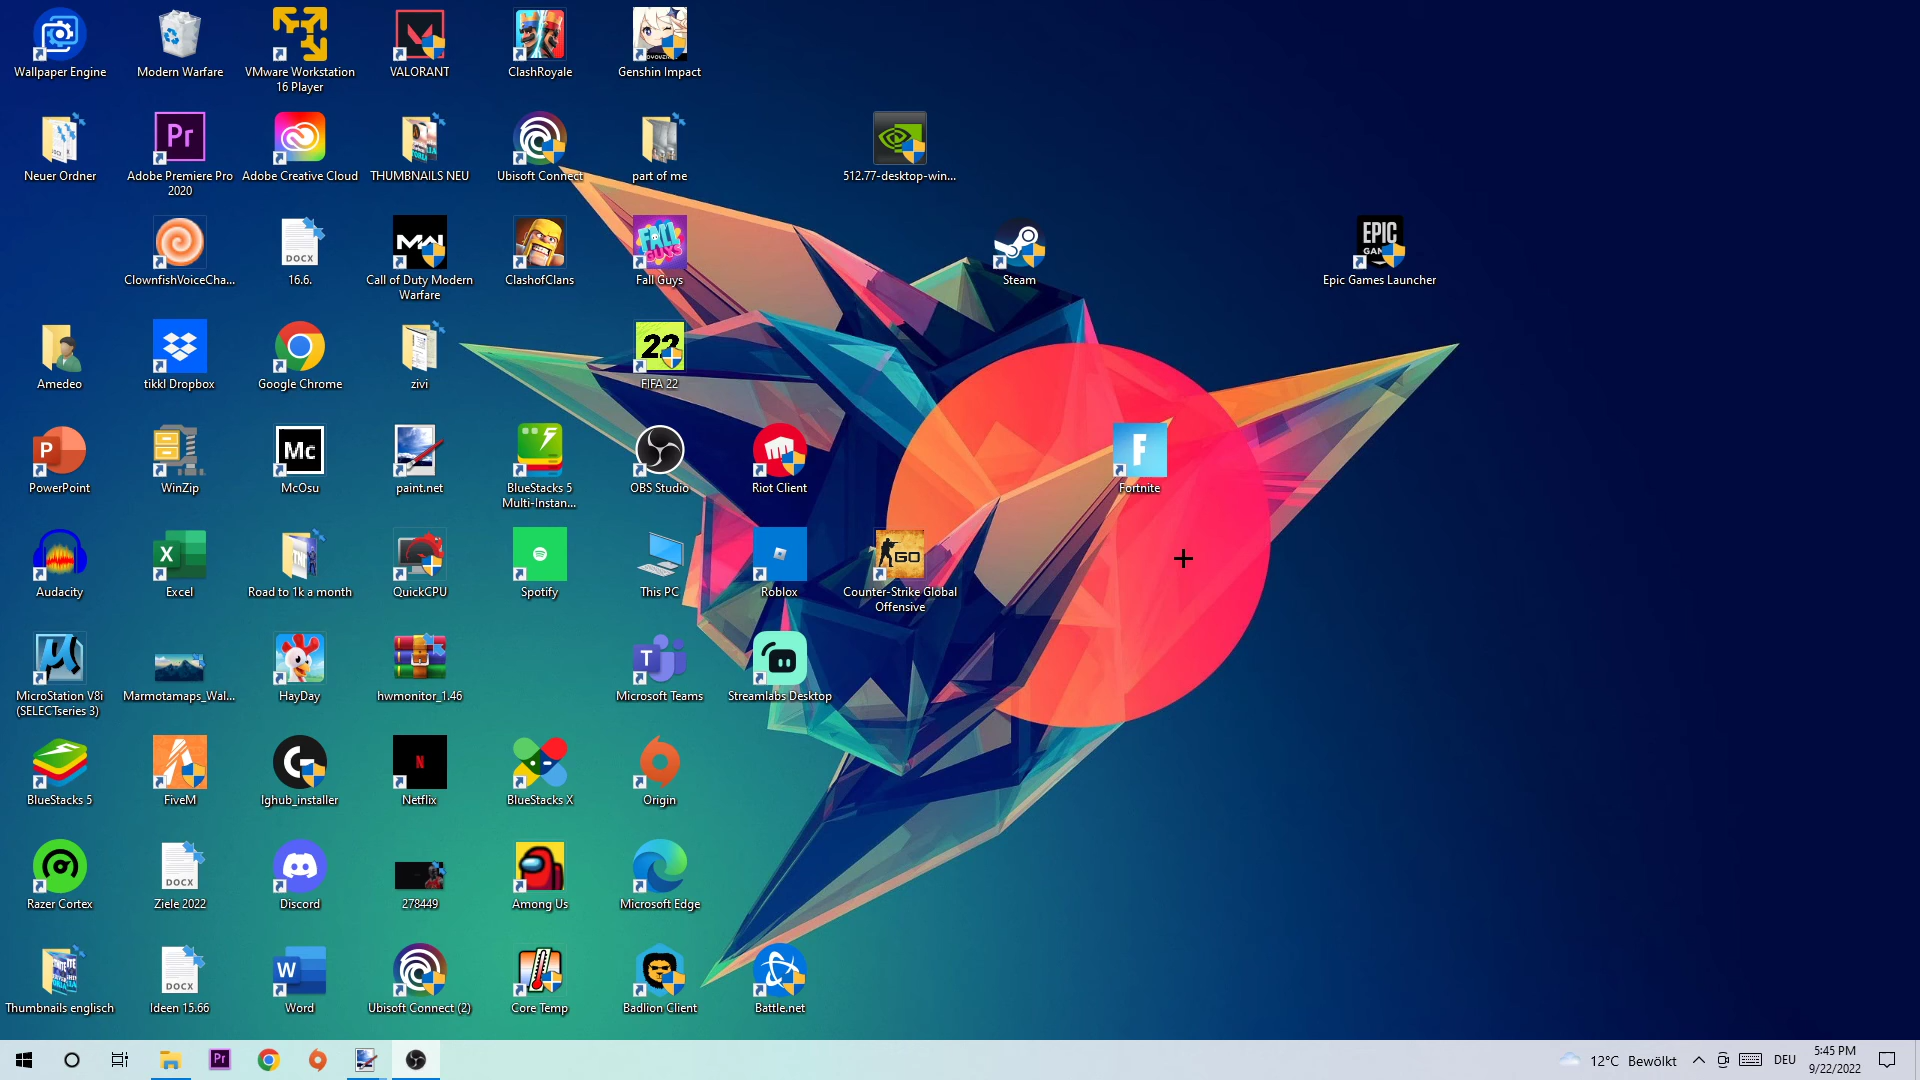 Wallpaper Engine
Modern Warfare
VMware Workstation
16 Player
VALORANT
ClashRoyale
Genshin Impact
Neuer Ordner
Adobe Premiere Pro
2020
Adobe Creative Cloud
THUMBNAILS NEU
Ubisoft Connect
part of me
512.77-desktop-win...
ClownfishVoiceCha...
16.6.
Call of Duty Modern
Warfare
ClashofClans
Fall Guys
Steam
Epic Games Launcher
Amedeo
tikkl Dropbox
Google Chrome
zivi
FIFA 22
PowerPoint
WinZip
McOsu
paint.net
BlueStacks 5
Multi-Instan...
OBS Studio
Riot Client
Fortnite
Audacity
Excel
Road to 1k a month
QuickCPU
Spotify
This PC
Roblox
Counter-Strike Global
Offensive
MicroStation V8i
(SELECTseries 3)
Marmotamaps_Wal...
HayDay
hwmonitor_1.46
Microsoft Teams
Streamlabs Desktop
BlueStacks 5
FiveM
lghub_installer
Netflix
BlueStacks X
Origin
Razer Cortex
Ziele 2022
Discord
278449
Among Us
Microsoft Edge
Thumbnails englisch
Ideen 15.66
Word
Ubisoft Connect (2)
Core Temp
Badlion Client
Battle.net
12°C Bewölkt
DEU
5:45 PM
9/22/2022